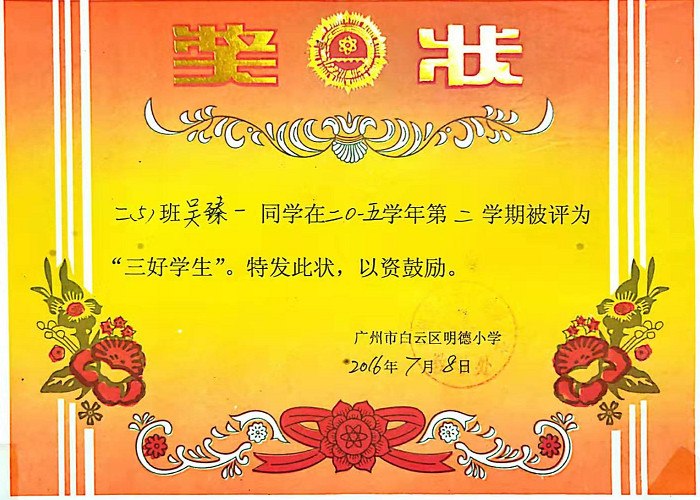 奖状
二(5)班吴臻一 同学在二〇一五学年第二学期被评为
“三好学生”。特发此状，以资鼓励。
广州市白云区明德小学
2016年7月8日
处